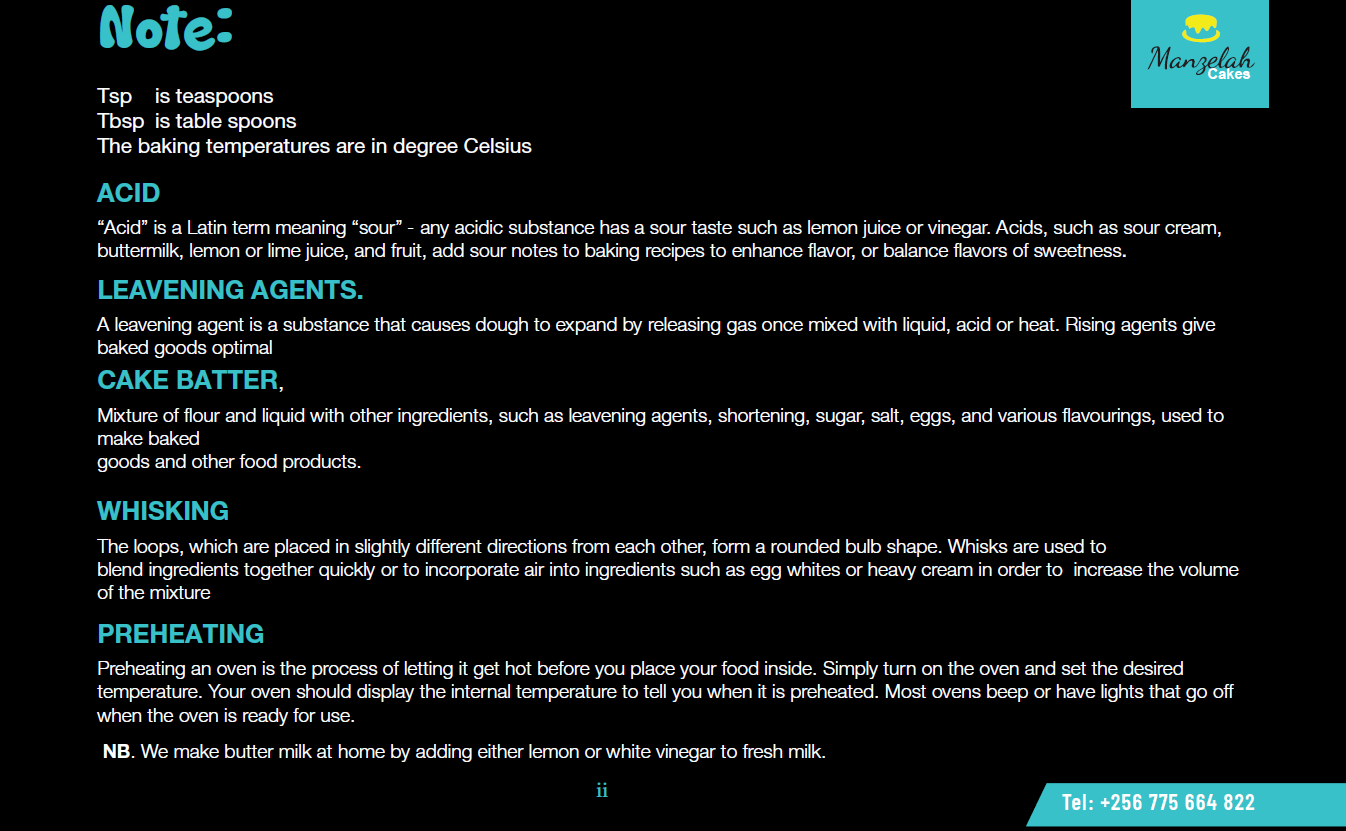 Note:
Manzelah
Cakes
Tsp is teaspoons
Tbsp is table spoons
The baking temperatures are in degree Celsius
ACID
“Acid” is a Latin term meaning “sour” - any acidic substance has a sour taste such as lemon juice or vinegar. Acids, such as sour cream,
buttermilk, lemon or lime juice, and fruit, add sour notes to baking recipes to enhance flavor, or balance flavors of sweetness.
LEAVENING AGENTS.
A leavening agent is a substance that causes dough to expand by releasing gas once mixed with liquid, acid or heat. Rising agents give
baked goods optimal
CAKE BATTER,
Mixture of flour and liquid with other ingredients, such as leavening agents, shortening, sugar, salt, eggs, and various flavourings, used to
make baked
goods and other food products.
WHISKING
The loops, which are placed in slightly different directions from each other, form a rounded bulb shape. Whisks are used to
blend ingredients together quickly or to incorporate air into ingredients such as egg whites or heavy cream in order to increase the volume
of the mixture
PREHEATING
Preheating an oven is the process of letting it get hot before you place your food inside. Simply turn on the oven and set the desired
temperature. Your oven should display the internal temperature to tell you when it is preheated. Most ovens beep or have lights that go off
when the oven is ready for use.
NB. We make butter milk at home by adding either lemon or white vinegar to fresh milk.
ii
Tel: +256 775 664 822